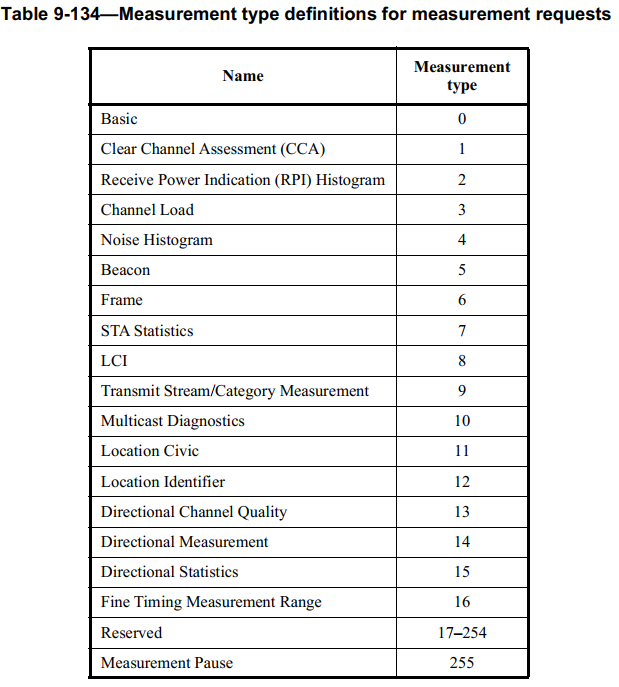 Table 9-134—Measurement type definitions for measurement requests
Name Measurement type
Basic 0
Clear Channel Assessment (CCA) 1
Receive Power Indication (RPI) Histogram 2
Channel Load 3
Noise Histogram 4
Beacon 5
Frame 6
STA Statistics 7
LCI 8
Transmit Stream/Category Measurement 9
Multicast Diagnostics 10
Location Civic 11
Location Identifier 12
Directional Channel Quality 13
Directional Measurement 14
Directional Statistics 15
Fine Timing Measurement Range 16
Reserved 17–254
Measurement Pause 255